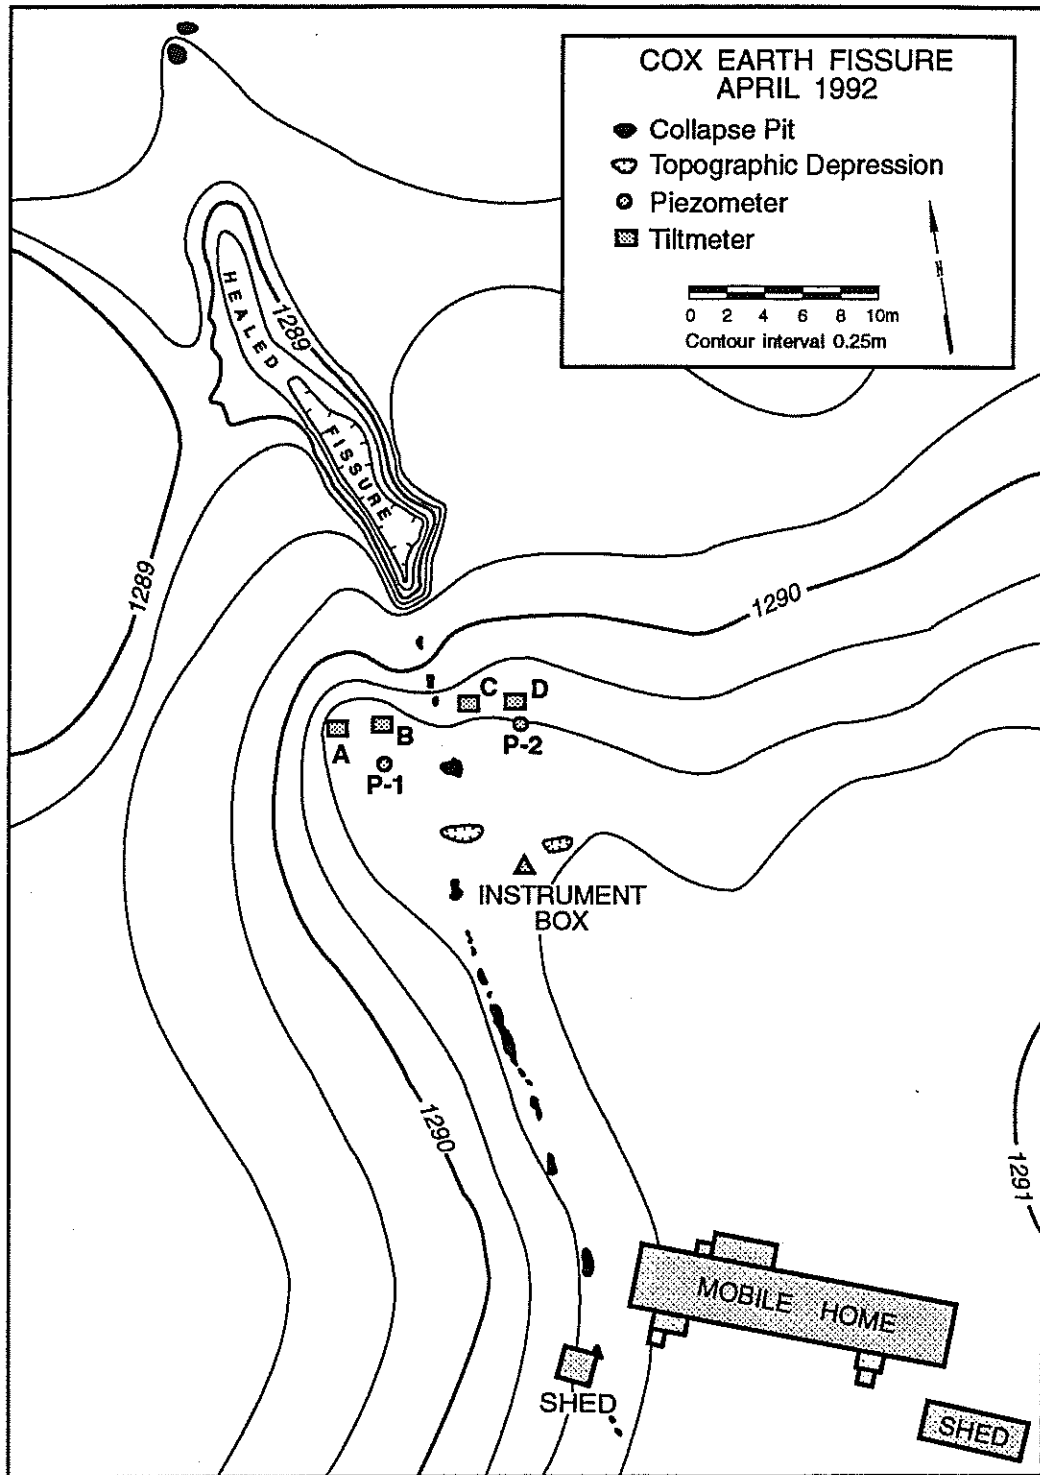 COX EARTH FISSURE
APRIL 1992
Collapse Pit
Topographic Depression
Piezometer
Tiltmeter
N
0 2 4 6 8 10m
Contour interval 0.25m
HEALED
FISSURE
1289
1289
1290
C D
A B
P-2
P-1
INSTRUMENT
BOX
1290
1291
MOBILE HOME
SHED
SHED